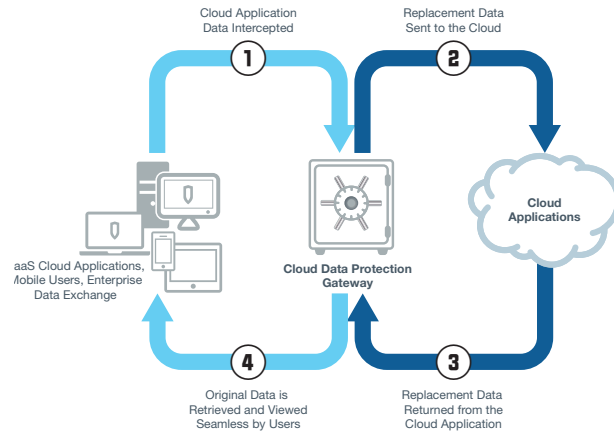 Cloud Application
Data Intercepted
1
Replacement Data
Sent to the Cloud
2
aaS Cloud Applications,
Mobile Users, Enterprise
Data Exchange
Cloud Data Protection
Gateway
Cloud
Applications
4
Original Data is
Retrieved and Viewed
Seamless by Users
3
Replacement Data
Returned from the
Cloud Application